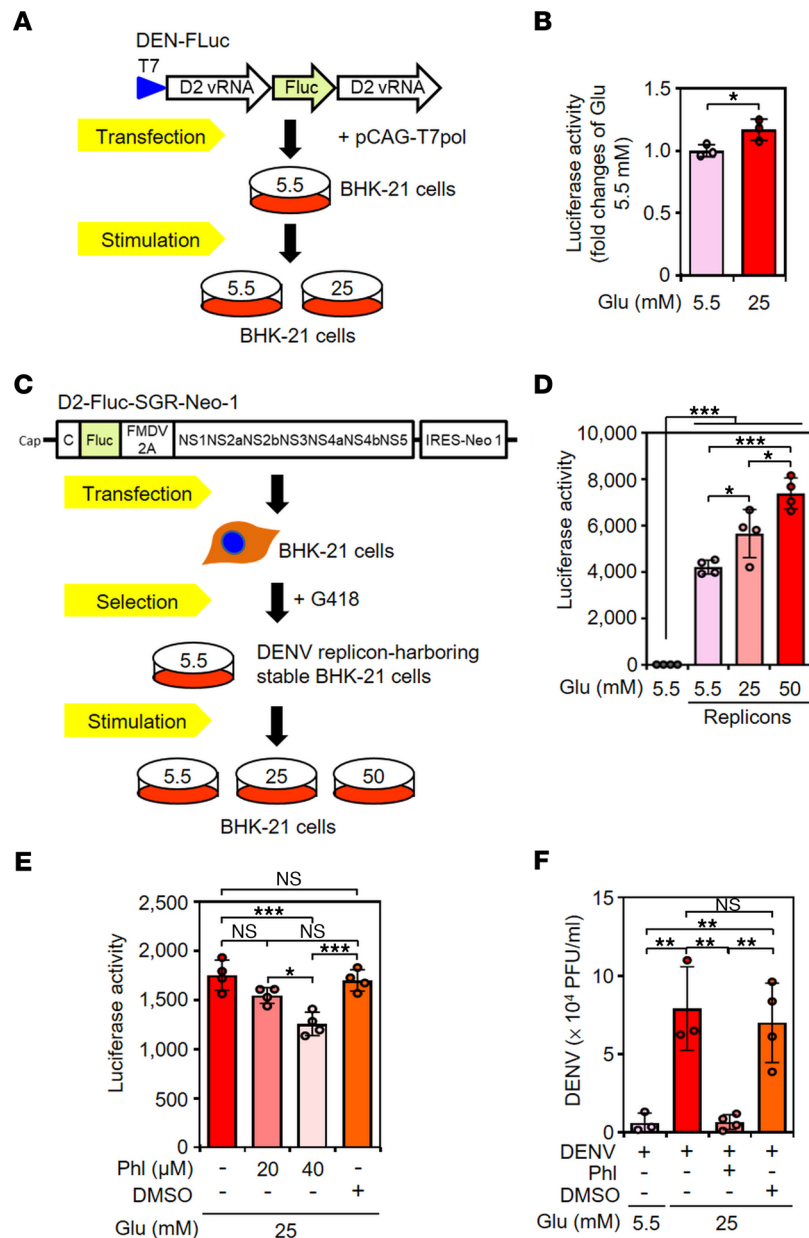 A
DEN-FLuc
T7
D2 vRNA Fluc D2 vRNA
Transfection
+ pCAG-T7pol
5.5
BHK-21 cells
Stimulation
5.5 25
BHK-21 cells
B
Luciferase activity
(fold changes of Glu
5.5 mM)
1.5
1.0
0.5
0
*
Glu (mM) 5.5 25
C
D2-Fluc-SGR-Neo-1
Cap C Fluc FMDV 2A NS1NS2aNS2bNS3NS4aNS4bNS5 IRES-Neo 1
Transfection
BHK-21 cells
Selection
+ G418
5.5
DENV replicon-harboring
stable BHK-21 cells
Stimulation
5.5 25 50
BHK-21 cells
D
Luciferase activity
10,000
8,000
6,000
4,000
2,000
0
***
***
*
*
Glu (mM) 5.5 5.5 25 50
Replicons
E
Luciferase activity
2,500
2,000
1,500
1,000
500
0
NS
***
NS NS
***
*
Phl (µM) - 20 40 -
DMSO - - - +
Glu (mM) 25
F
DENV (× 10⁴ PFU/ml)
15
10
5
0
NS
**
** ** **
DENV + + + +
Phl - - + -
DMSO - - - +
Glu (mM) 5.5 25